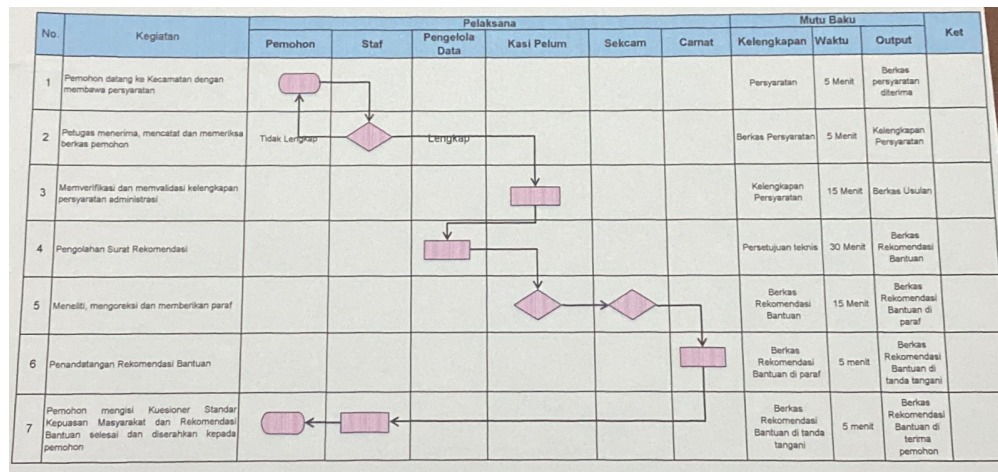 No.
Kegiatan
Pelaksana
Mutu Baku
Ket
Pemohon
Staf
Pengelola
Data
Kasi Pelum
Sekcam
Camat
Kelengkapan
Waktu
Output
1
Pemohon datang ke Kecamatan dengan
membawa persyaratan
Persyaratan
5 Menit
Berkas
persyaratan
diterima
2
Petugas menerima, mencatat dan memeriksa
berkas pemohon
Tidak Lengkap
Lengkap
Berkas Persyaratan
5 Menit
Kelengkapan
Persyaratan
3
Memverifikasi dan memvalidasi kelengkapan
persyaratan administrasi
Kelengkapan
Persyaratan
15 Menit
Berkas Usulan
4
Pengolahan Surat Rekomendasi
Persetujuan teknis
30 Menit
Berkas
Rekomendasi
Bantuan
5
Meneliti, mengoreksi dan memberikan paraf
Berkas
Rekomendasi
Bantuan
15 Menit
Berkas
Rekomendasi
Bantuan di
paraf
6
Penandatangan Rekomendasi Bantuan
Berkas
Rekomendasi
Bantuan di paraf
5 menit
Berkas
Rekomendasi
Bantuan di
tanda tangani
7
Pemohon mengisi Kuesioner Standar
Kepuasan Masyarakat dan Rekomendasi
Bantuan selesai dan diserahkan kepada
pemohon
Berkas
Rekomendasi
Bantuan di tanda
tangani
5 menit
Berkas
Rekomendasi
Bantuan di
terima
pemohon